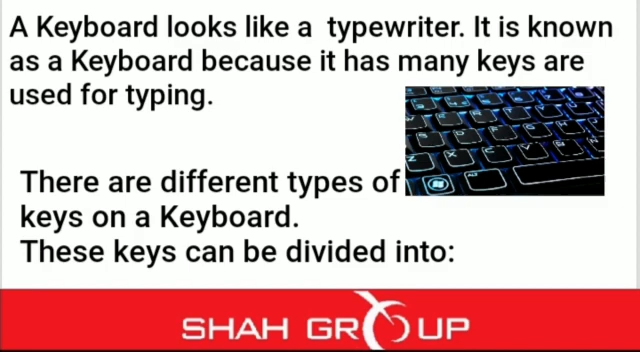 A Keyboard looks like a typewriter. It is known
as a Keyboard because it has many keys are
used for typing.
There are different types of
keys on a Keyboard.
These keys can be divided into:
SHAH GROUP